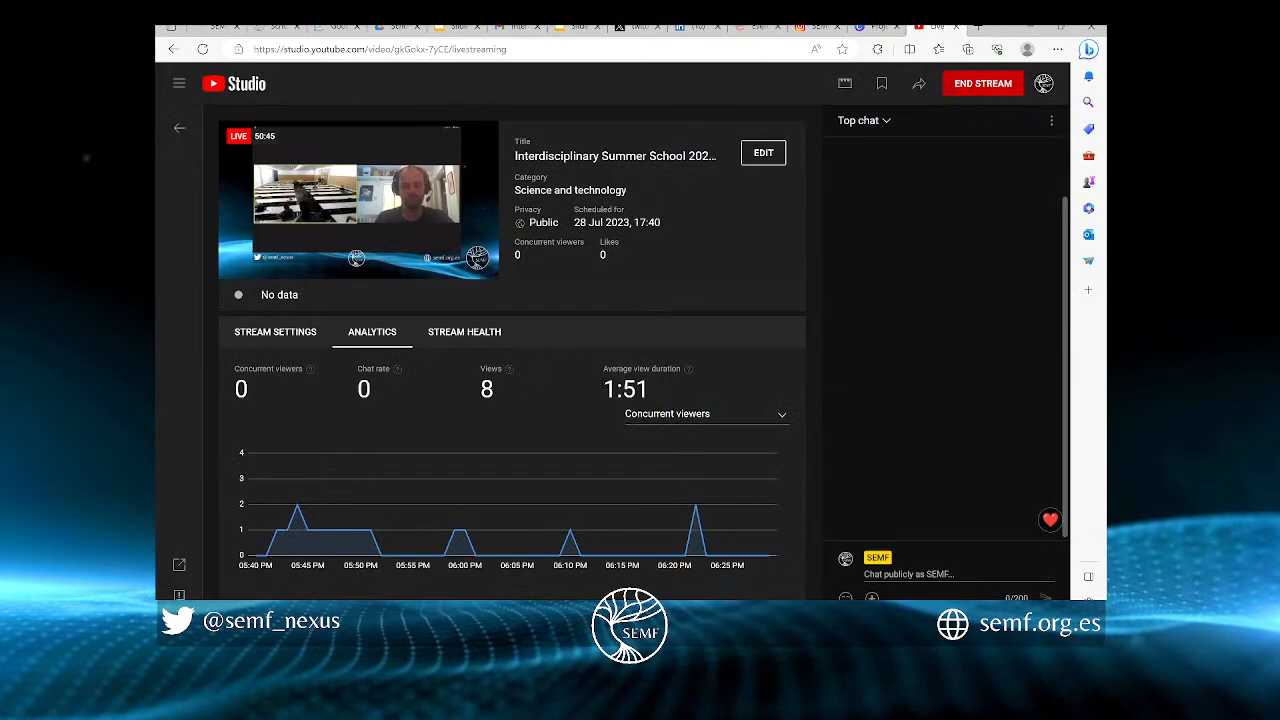 https://studio.youtube.com/video/gkGokx-7yCE/livestreaming
Studio
END STREAM
LIVE 50:45
@semf_nexus
semf.org.es
Title
Interdisciplinary Summer School 202...
EDIT
Category
Science and technology
Privacy
Public
Scheduled for
28 Jul 2023, 17:40
Concurrent viewers
0
Likes
0
No data
STREAM SETTINGS
ANALYTICS
STREAM HEALTH
Concurrent viewers
0
Chat rate
0
Views
8
Average view duration
1:51
Concurrent viewers
4
3
2
1
0
05:40 PM 05:45 PM 05:50 PM 05:55 PM 06:00 PM 06:05 PM 06:10 PM 06:15 PM 06:20 PM 06:25 PM
Top chat
SEMF
Chat publicly as SEMF...
0/200
@semf_nexus
SEMF
semf.org.es